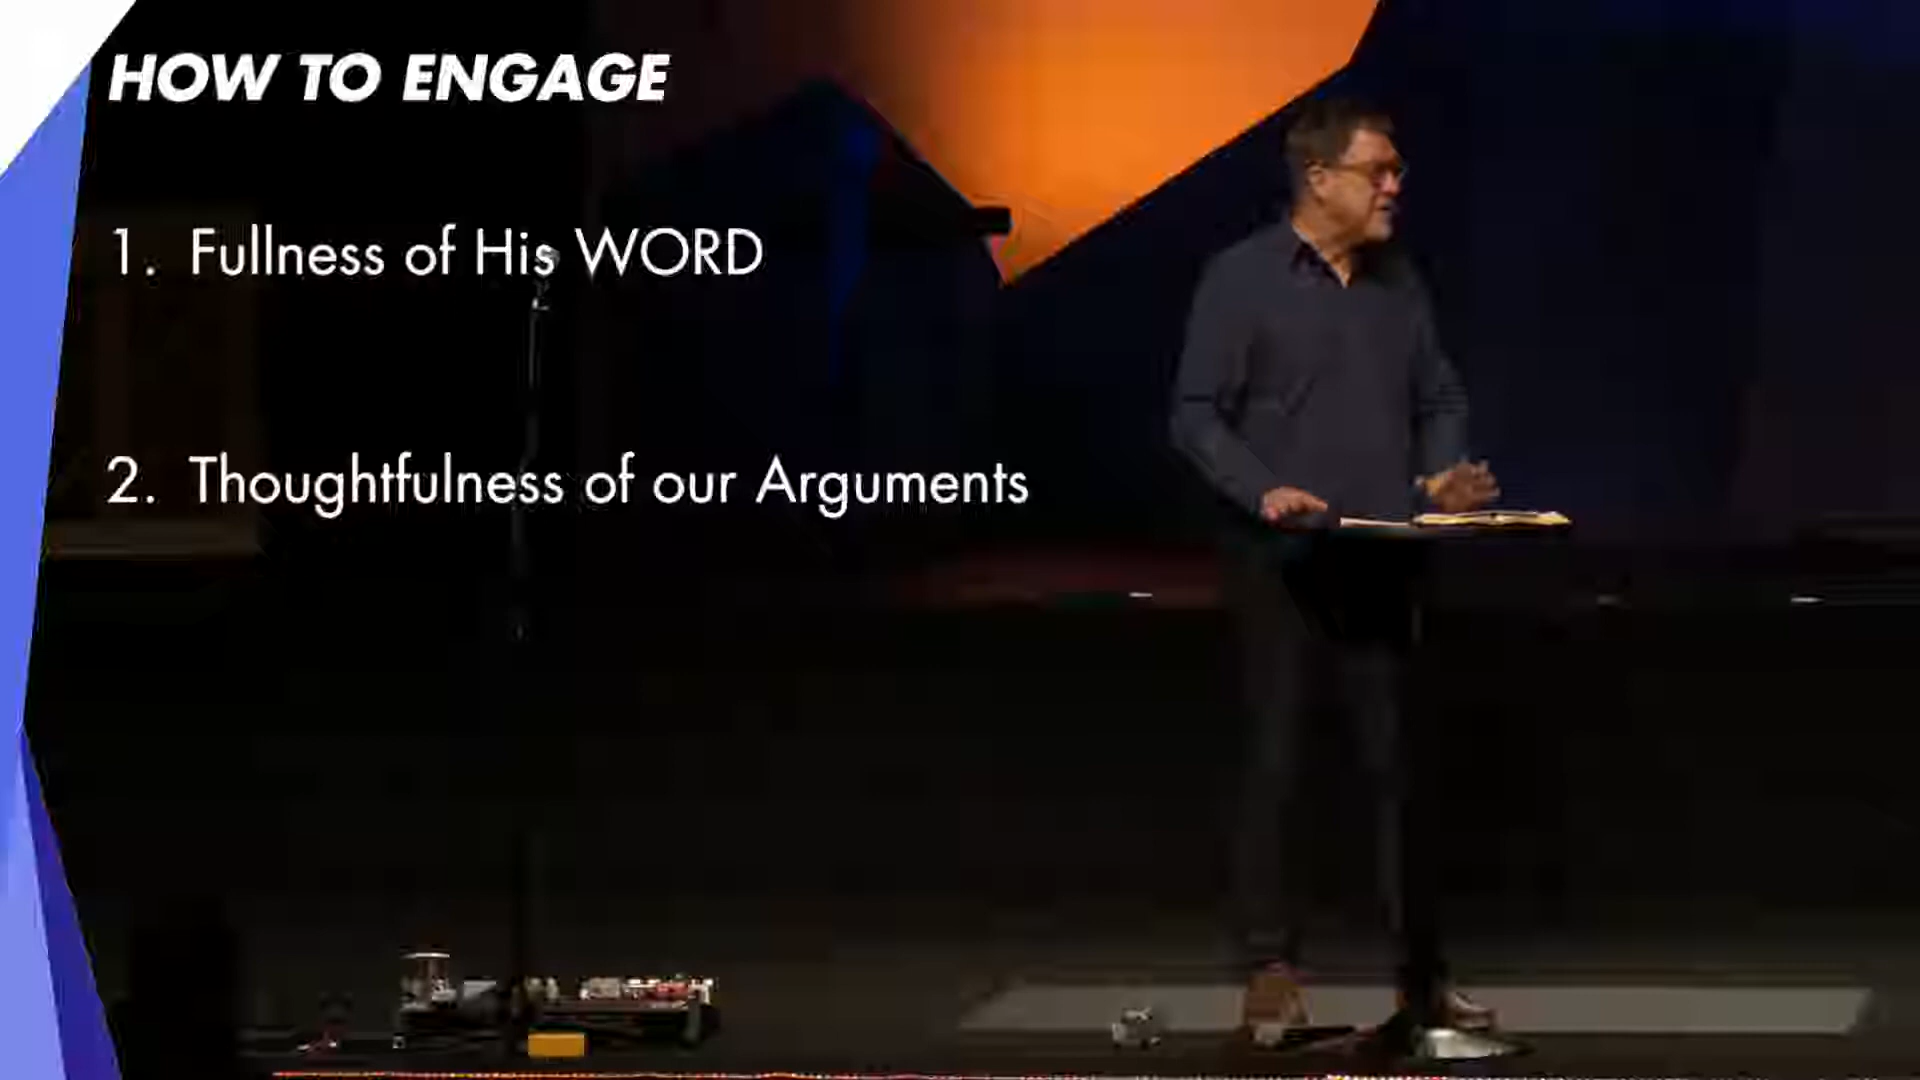 HOW TO ENGAGE
1. Fullness of His WORD
2. Thoughtfulness of our Arguments